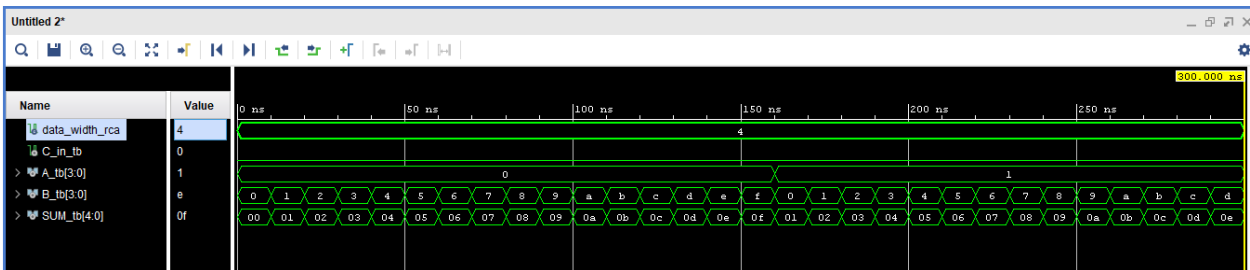 Untitled 2*
300.000 ns
Name Value 0 ns 50 ns 100 ns 150 ns 200 ns 250 ns
data_width_rca 4 4
C_in_tb 0
A_tb[3:0] 1 0 1
B_tb[3:0] e 0 1 2 3 4 5 6 7 8 9 a b c d e f 0 1 2 3 4 5 6 7 8 9 a b c d
SUM_tb[4:0] 0f 00 01 02 03 04 05 06 07 08 09 0a 0b 0c 0d 0e 0f 01 02 03 04 05 06 07 08 09 0a 0b 0c 0d 0e